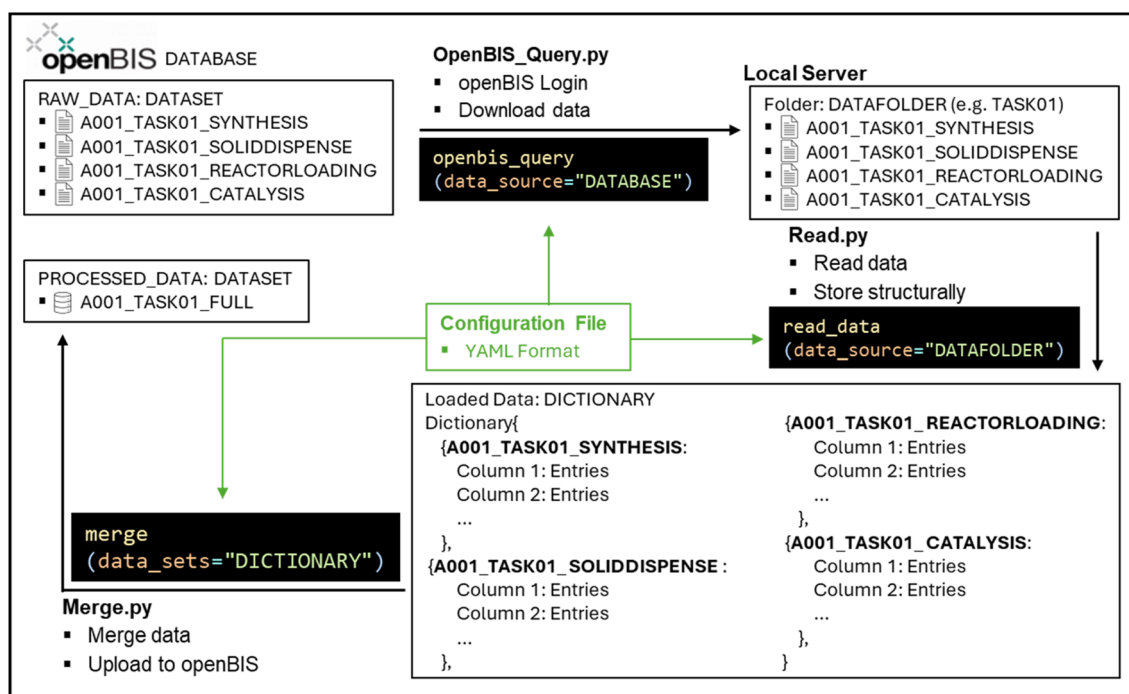 openBIS DATABASE
RAW_DATA: DATASET
▪ A001_TASK01_SYNTHESIS
▪ A001_TASK01_SOLIDDISPENSE
▪ A001_TASK01_REACTORLOADING
▪ A001_TASK01_CATALYSIS
OpenBIS_Query.py
▪ openBIS Login
▪ Download data
openbis_query
(data_source="DATABASE")
Local Server
Folder: DATAFOLDER (e.g. TASK01)
▪ A001_TASK01_SYNTHESIS
▪ A001_TASK01_SOLIDDISPENSE
▪ A001_TASK01_REACTORLOADING
▪ A001_TASK01_CATALYSIS
Read.py
▪ Read data
▪ Store structurally
read_data
(data_source="DATAFOLDER")
PROCESSED_DATA: DATASET
▪ A001_TASK01_FULL
Configuration File
▪ YAML Format
Loaded Data: DICTIONARY
Dictionary{
{A001_TASK01_SYNTHESIS:
Column 1: Entries
Column 2: Entries
...
},
{A001_TASK01_SOLIDDISPENSE :
Column 1: Entries
Column 2: Entries
...
},
{A001_TASK01_REACTORLOADING:
Column 1: Entries
Column 2: Entries
...
},
{A001_TASK01_CATALYSIS:
Column 1: Entries
Column 2: Entries
...
},
}
merge
(data_sets="DICTIONARY")
Merge.py
▪ Merge data
▪ Upload to openBIS